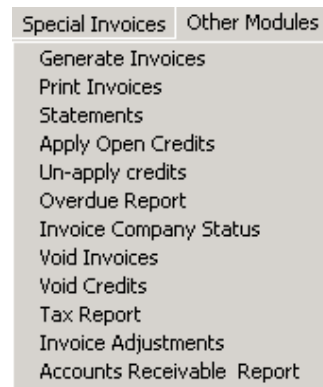 Special Invoices Other Modules
Generate Invoices
Print Invoices
Statements
Apply Open Credits
Un-apply credits
Overdue Report
Invoice Company Status
Void Invoices
Void Credits
Tax Report
Invoice Adjustments
Accounts Receivable  Report